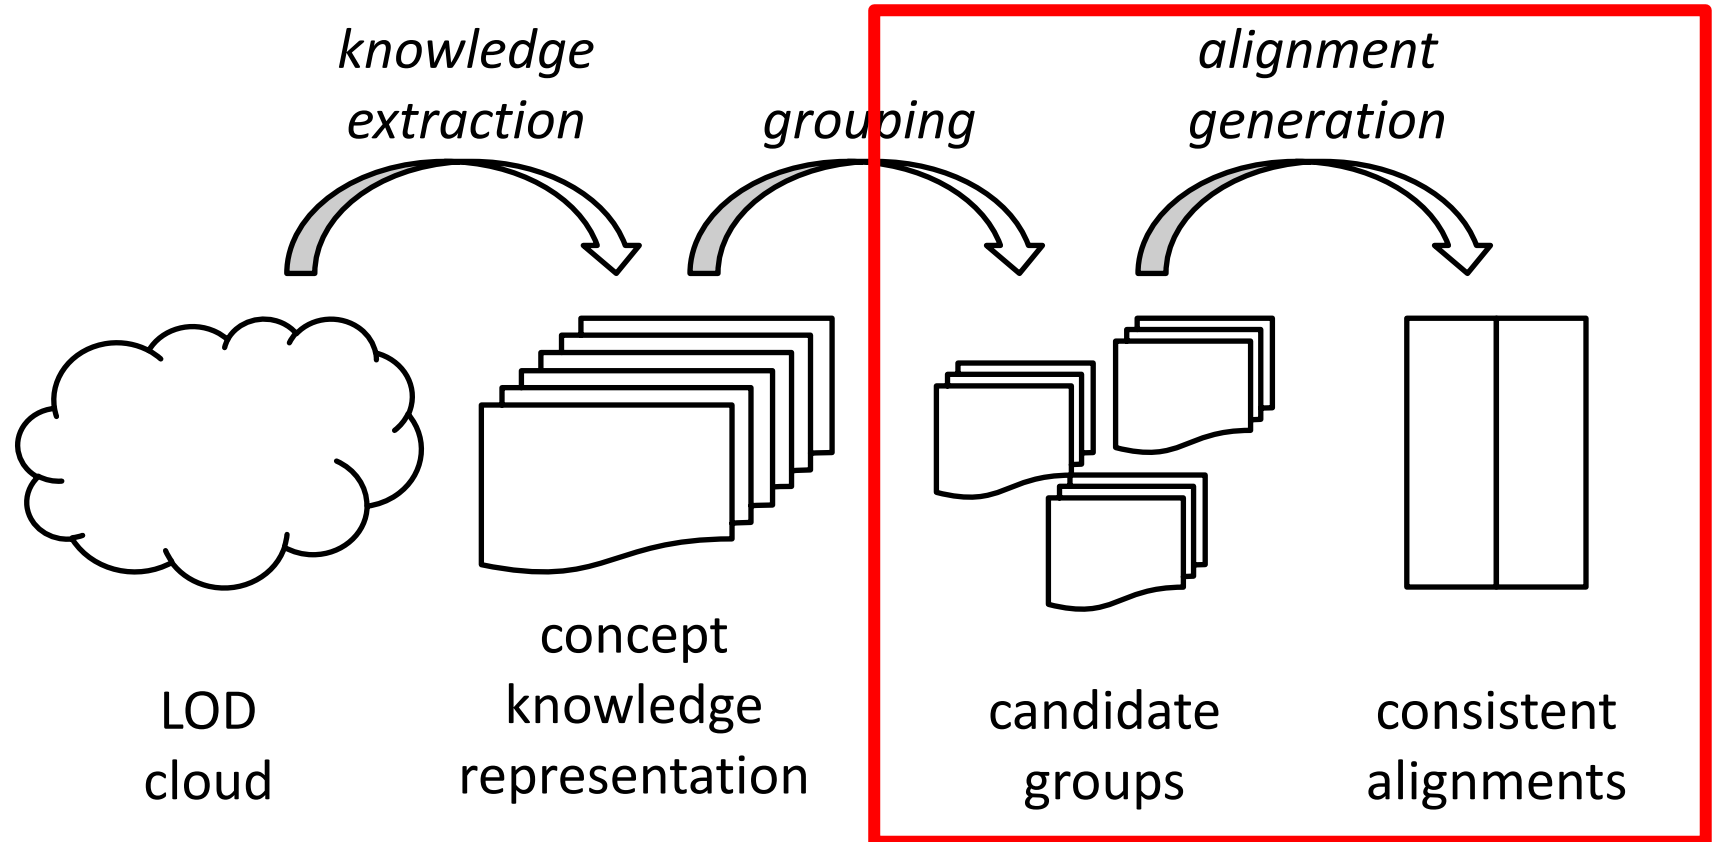 knowledge
extraction
grouping
alignment
generation
LOD
cloud
concept
knowledge
representation
candidate
groups
consistent
alignments